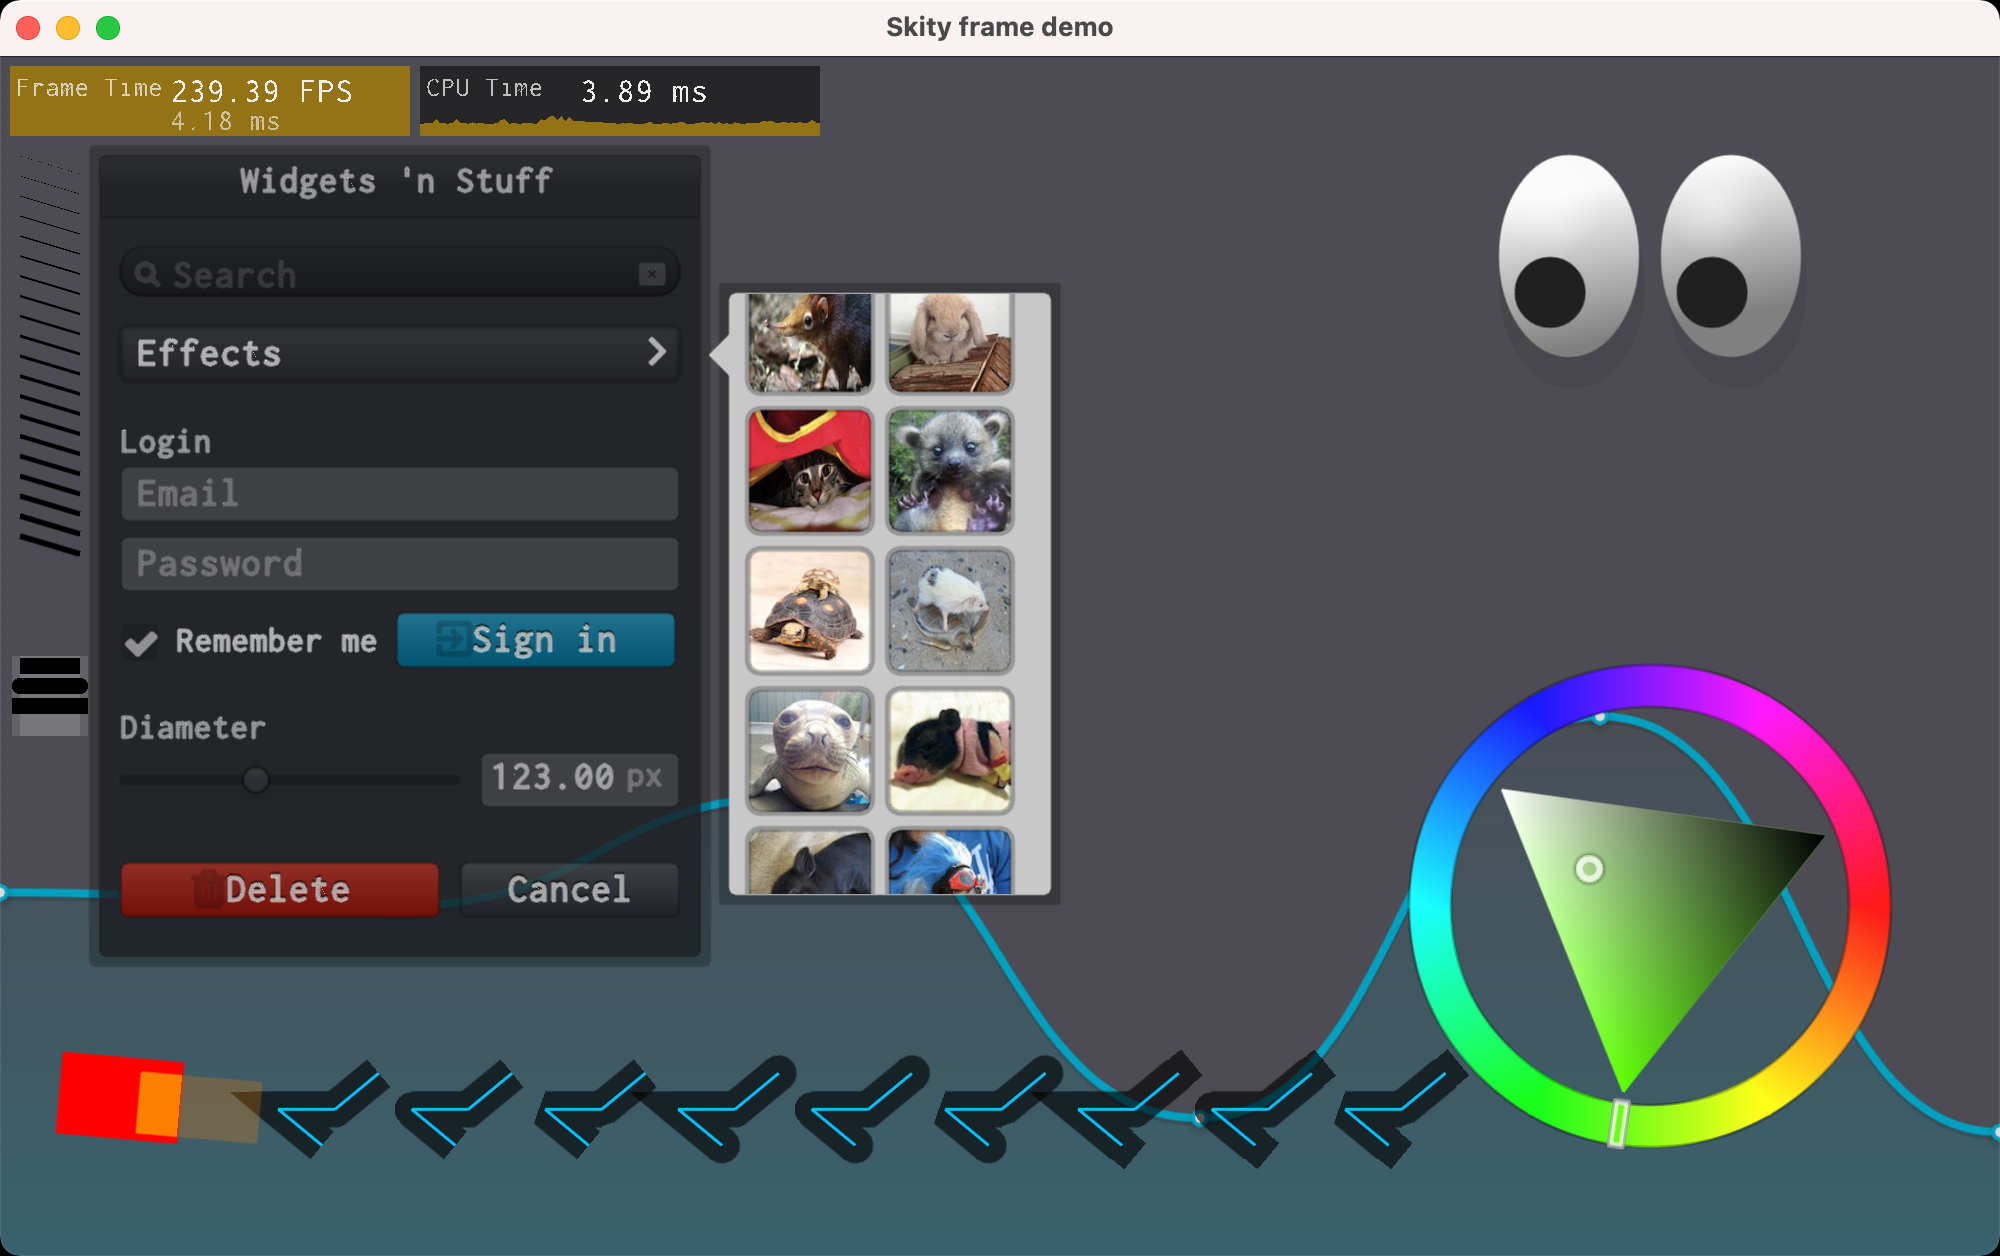 Skity frame demo
Frame Time 239.39 FPS
4.18 ms
CPU Time 3.89 ms
Widgets 'n Stuff
Search
Effects
Login
Email
Password
Remember me
Sign in
Diameter
123.00 px
Delete
Cancel